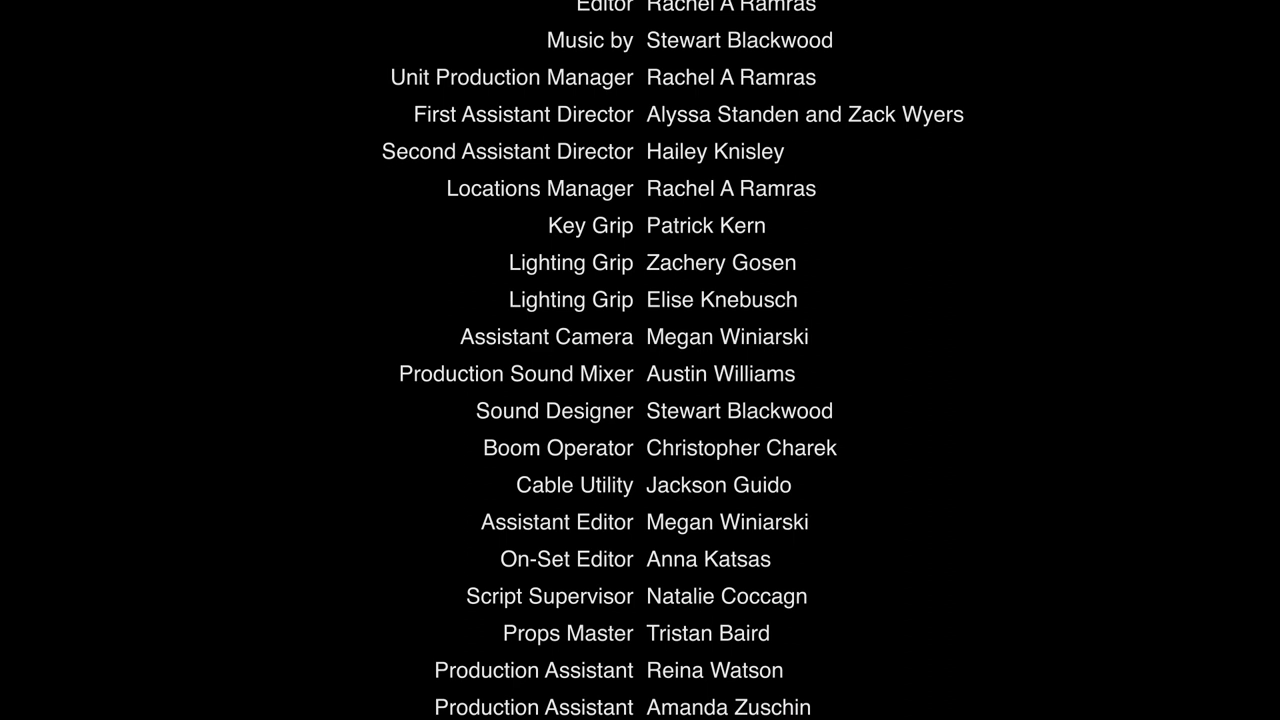 Editor Rachel A Ramras
Music by Stewart Blackwood
Unit Production Manager Rachel A Ramras
First Assistant Director Alyssa Standen and Zack Wyers
Second Assistant Director Hailey Knisley
Locations Manager Rachel A Ramras
Key Grip Patrick Kern
Lighting Grip Zachery Gosen
Lighting Grip Elise Knebusch
Assistant Camera Megan Winiarski
Production Sound Mixer Austin Williams
Sound Designer Stewart Blackwood
Boom Operator Christopher Charek
Cable Utility Jackson Guido
Assistant Editor Megan Winiarski
On-Set Editor Anna Katsas
Script Supervisor Natalie Coccagn
Props Master Tristan Baird
Production Assistant Reina Watson
Production Assistant Amanda Zuschin